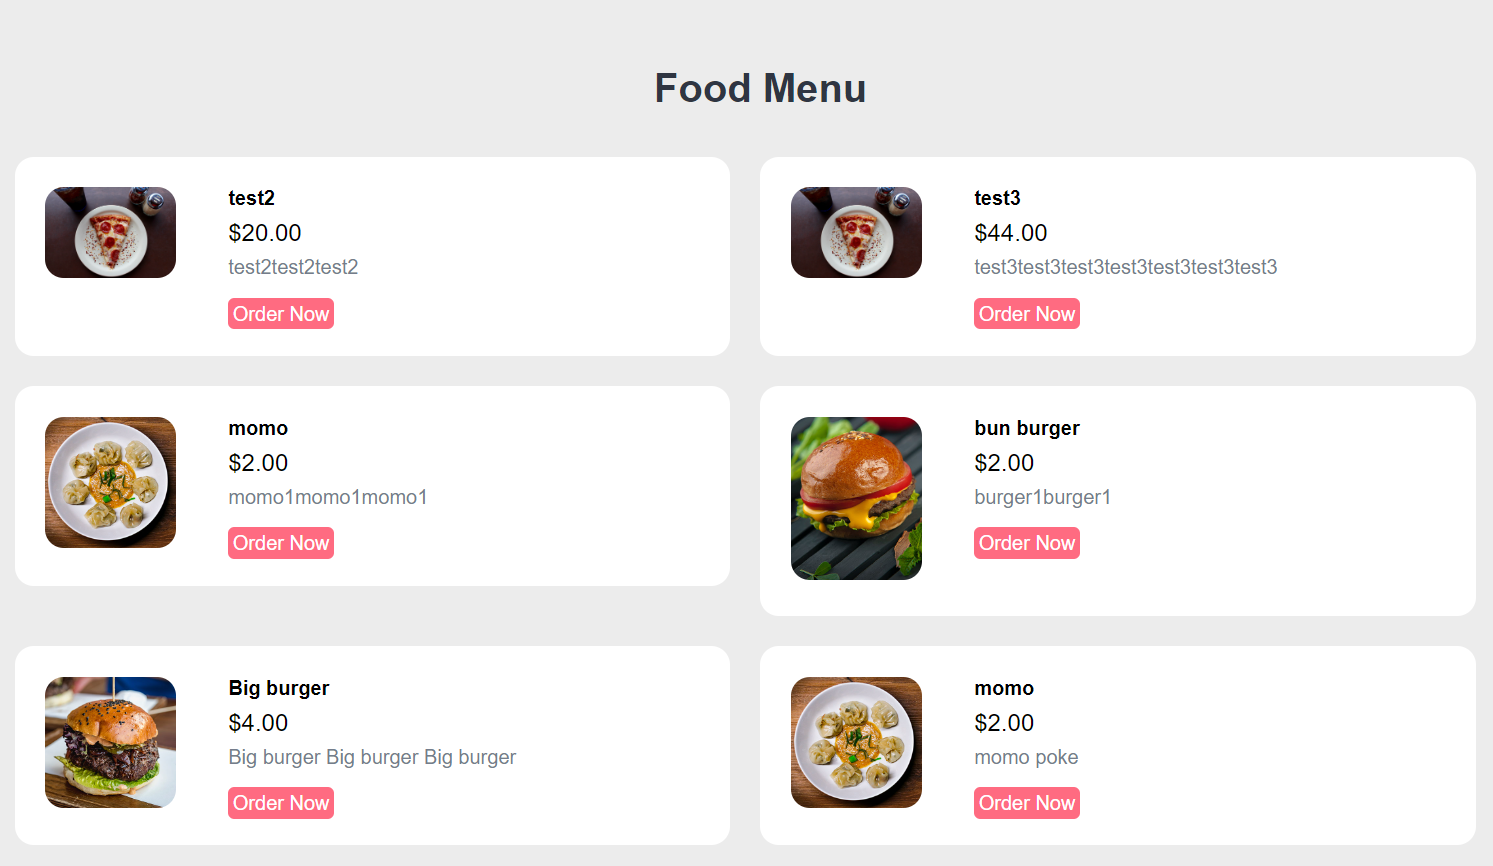 Food Menu
test2
$20.00
test2test2test2
Order Now
test3
$44.00
test3test3test3test3test3test3test3
Order Now
momo
$2.00
momo1momo1momo1
Order Now
bun burger
$2.00
burger1burger1
Order Now
Big burger
$4.00
Big burger Big burger Big burger
Order Now
momo
$2.00
momo poke
Order Now